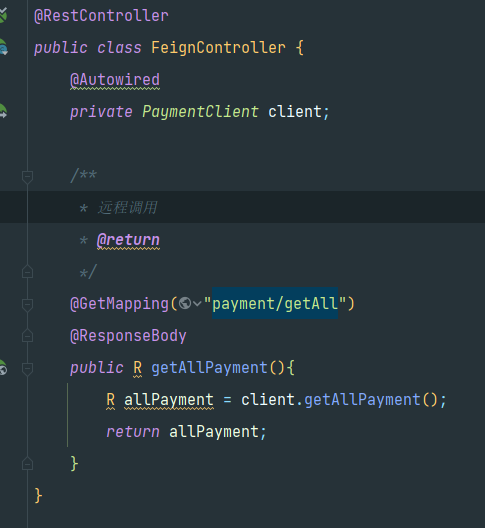 @RestController
public class FeignController {
@Autowired
private PaymentClient client;
/**
* 远程调用
* @return
*/
@GetMapping("payment/getAll")
@ResponseBody
public R getAllPayment(){
R allPayment = client.getAllPayment();
return allPayment;
}
}